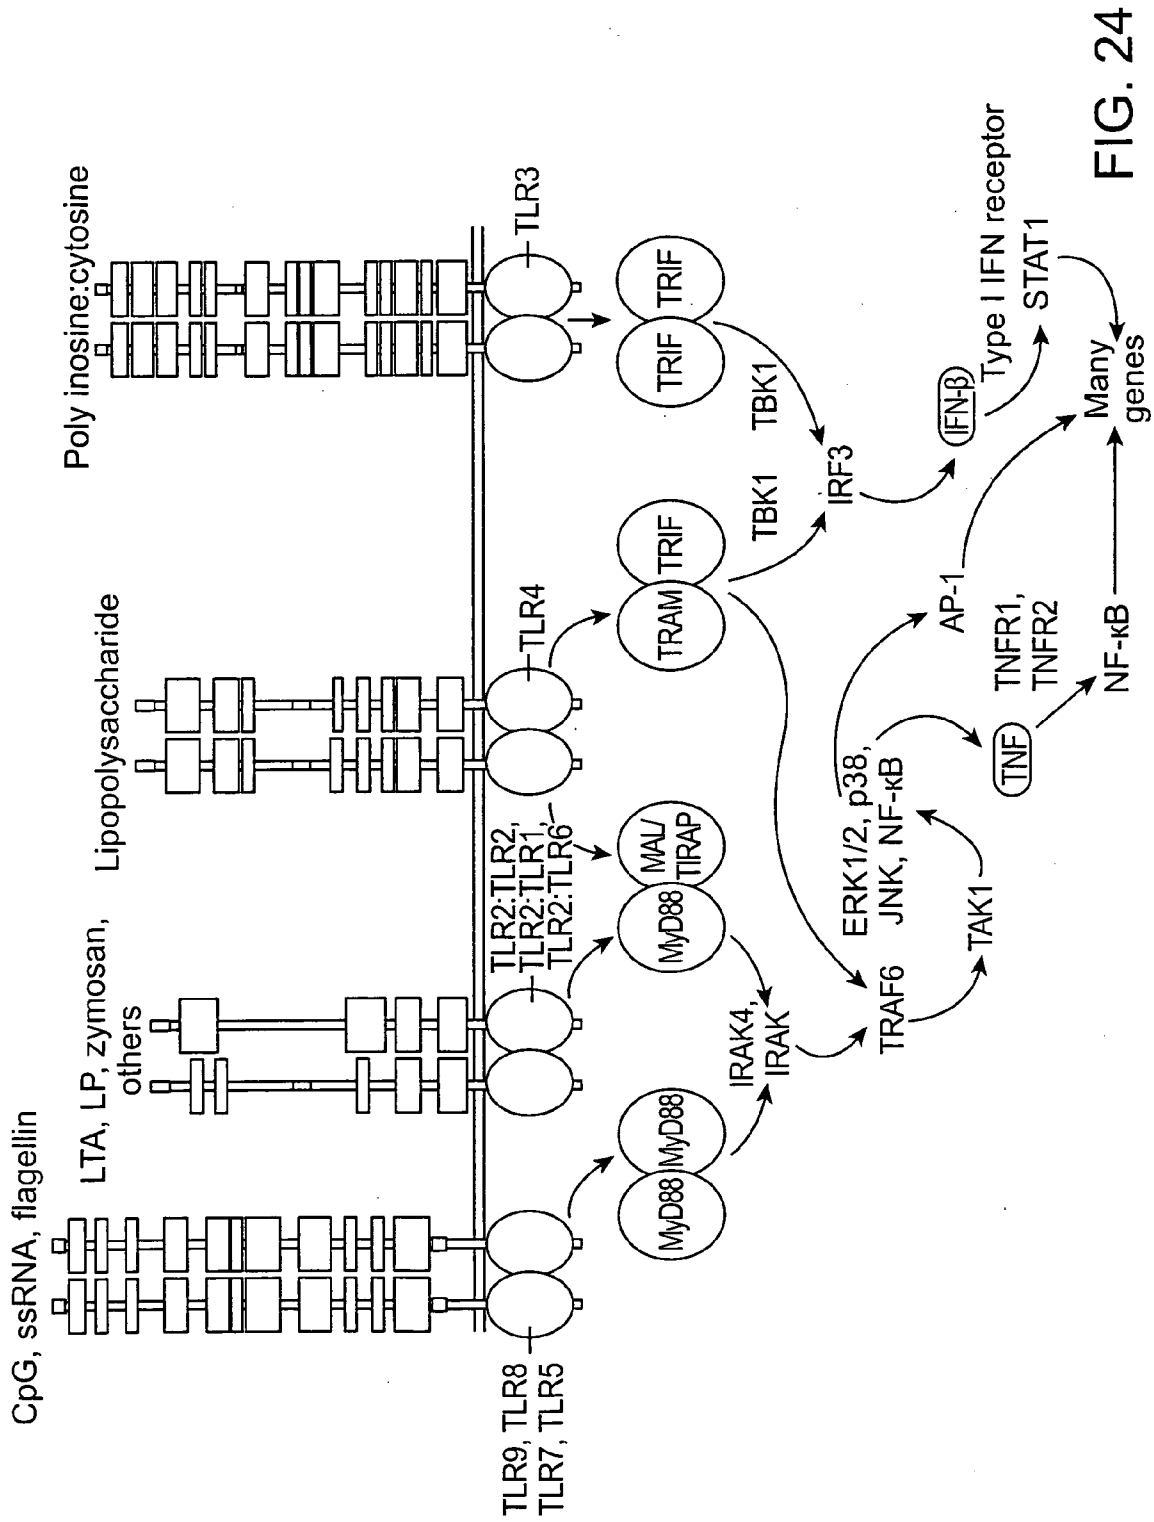 CpG, ssRNA, flagellin
LTA, LP, zymosan,
others
Lipopolysaccharide
Poly inosine:cytosine
TLR9, TLR8
TLR7, TLR5
TLR2:TLR2,
TLR2:TLR1,
TLR2:TLR6
TLR4
TLR3
MyD88
MyD88
MyD88
MAL/
TIRAP
TRAM
TRIF
TRIF
TRIF
IRAK4,
IRAK
TBK1
TBK1
IRF3
TRAF6
ERK1/2, p38,
JNK, NF-κB
TAK1
AP-1
IFN-β
Type I IFN receptor
STAT1
TNF
TNFR1,
TNFR2
NF-κB
Many
genes
FIG. 24